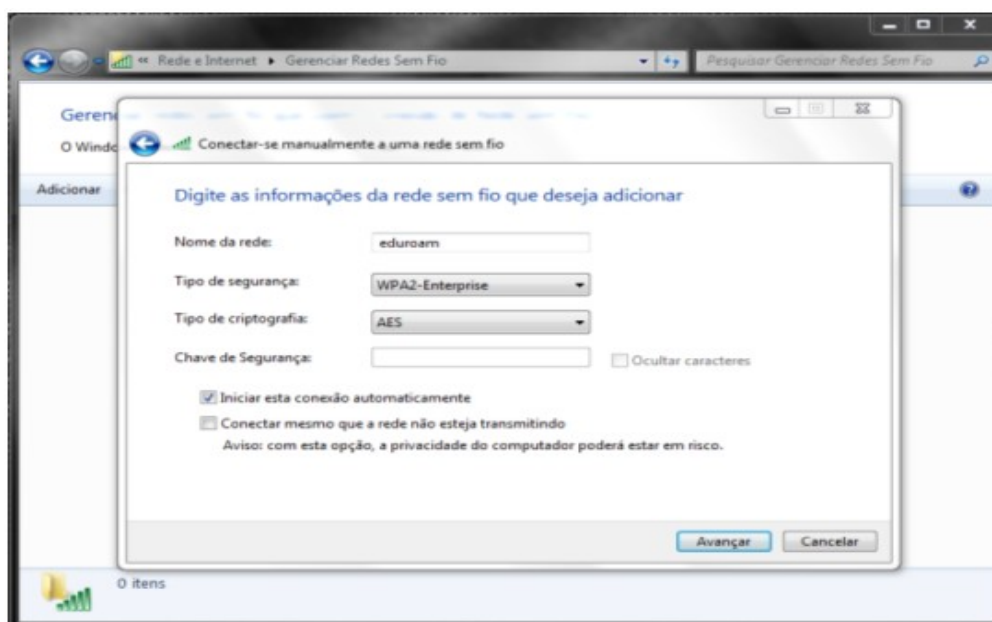 « Rede e Internet ▸ Gerenciar Redes Sem Fio
Pesquisar Gerenciar Redes Sem Fio
Geren
O Windo
Conectar-se manualmente a uma rede sem fio
Adicionar
Digite as informações da rede sem fio que deseja adicionar
Nome da rede: eduroam
Tipo de segurança: WPA2-Enterprise
Tipo de criptografia: AES
Chave de Segurança: Ocultar caracteres
Iniciar esta conexão automaticamente
Conectar mesmo que a rede não esteja transmitindo
Aviso: com esta opção, a privacidade do computador poderá estar em risco.
Avançar Cancelar
0 itens